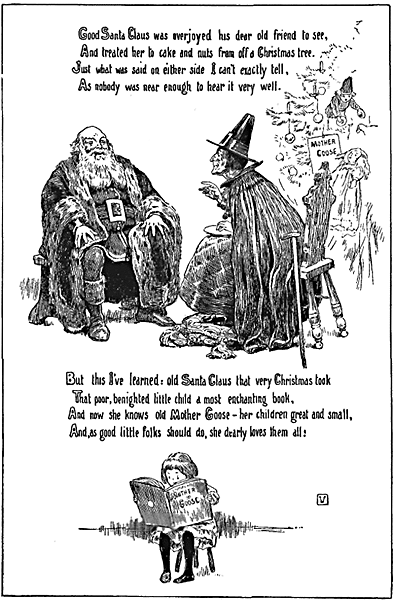 Good Santa Claus was overjoyed his dear old friend to see,
And treated her to cake and nuts from off a Christmas tree.
Just what was said on either side I can't exactly tell,
As nobody was near enough to hear it very well.
MOTHER
GOOSE
But this I've learned: old Santa Claus that very Christmas took
That poor, benighted little child a most enchanting book,
And now she knows old Mother Goose - her children great and small,
And, as good little folks should do, she dearly loves them all!
MOTHER
GOOSE
V